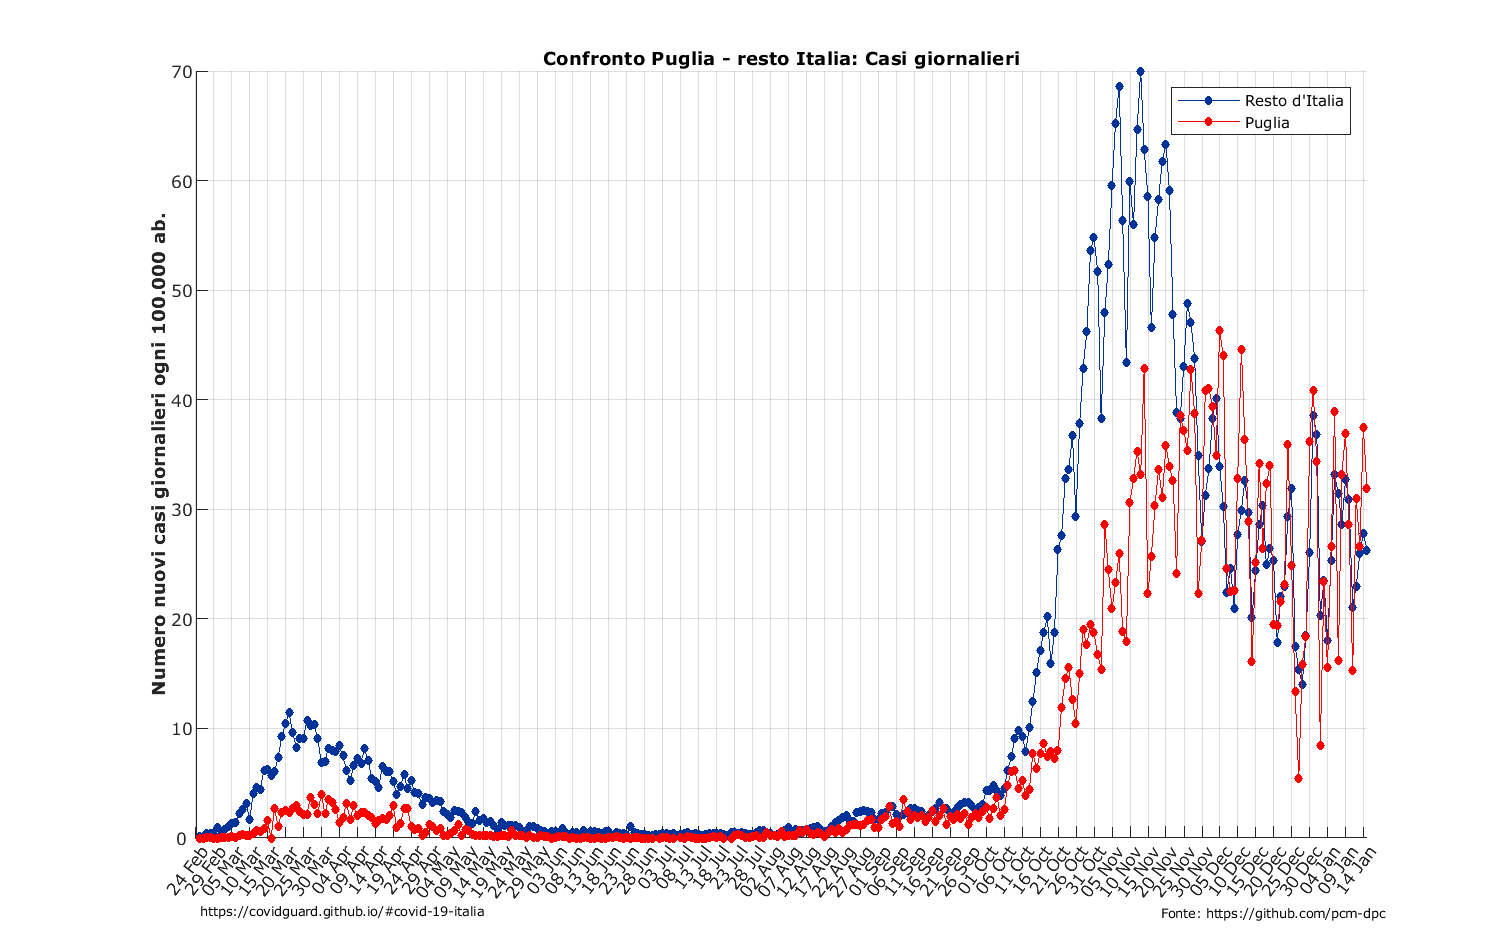 Confronto Puglia - resto Italia: Casi giornalieri
Numero nuovi casi giornalieri ogni 100.000 ab.
70
60
50
40
30
20
10
0
Resto d'Italia
Puglia
24 Feb
29 Feb
05 Mar
10 Mar
15 Mar
20 Mar
25 Mar
30 Mar
04 Apr
09 Apr
14 Apr
19 Apr
24 Apr
29 Apr
04 May
09 May
14 May
19 May
24 May
29 May
03 Jun
08 Jun
13 Jun
18 Jun
23 Jun
28 Jun
03 Jul
08 Jul
13 Jul
18 Jul
23 Jul
28 Jul
02 Aug
07 Aug
12 Aug
17 Aug
22 Aug
27 Aug
01 Sep
06 Sep
11 Sep
16 Sep
21 Sep
26 Sep
01 Oct
06 Oct
11 Oct
16 Oct
21 Oct
26 Oct
31 Oct
05 Nov
10 Nov
15 Nov
20 Nov
25 Nov
30 Nov
05 Dec
10 Dec
15 Dec
20 Dec
25 Dec
30 Dec
04 Jan
09 Jan
14 Jan
https://covidguard.github.io/#covid-19-italia
Fonte: https://github.com/pcm-dpc